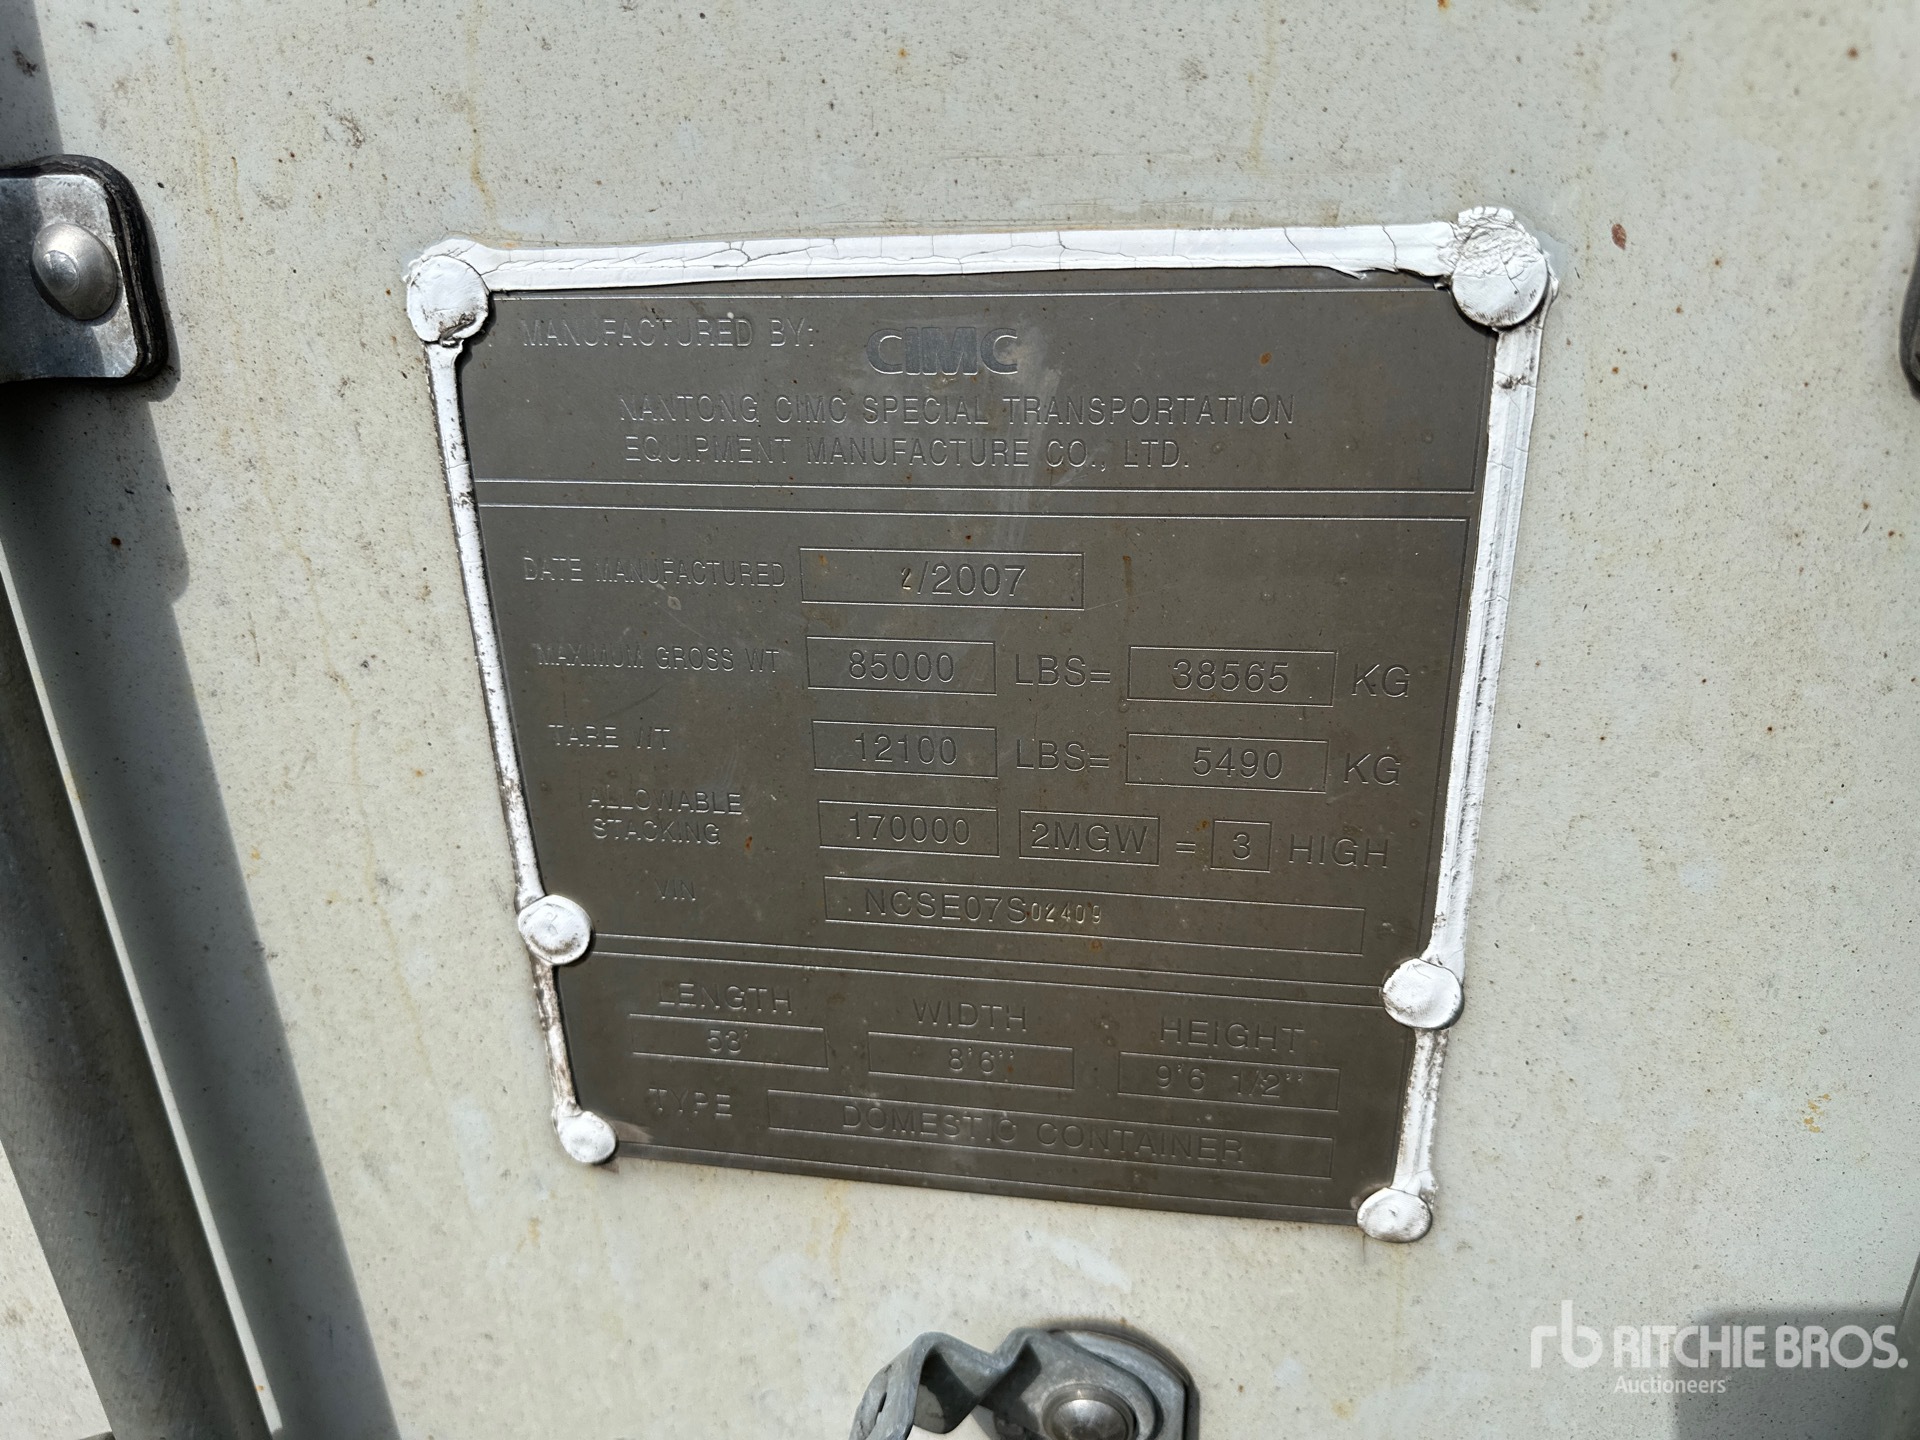 MANUFACTURED BY: CIMC
NANTONG CIMC SPECIAL TRANSPORTATION
EQUIPMENT MANUFACTURE CO., LTD.
DATE MANUFACTURED 2/2007
MAXIMUM GROSS WT 85000 LBS= 38565 KG
TARE WT 12100 LBS= 5490 KG
ALLOWABLE
STACKING 170000 2MGW = 3 HIGH
VIN NCSE07S02409
LENGTH WIDTH HEIGHT
53' 8'6'' 9'6 1/2''
TYPE DOMESTIC CONTAINER
rb RITCHIE BROS.
Auctioneers